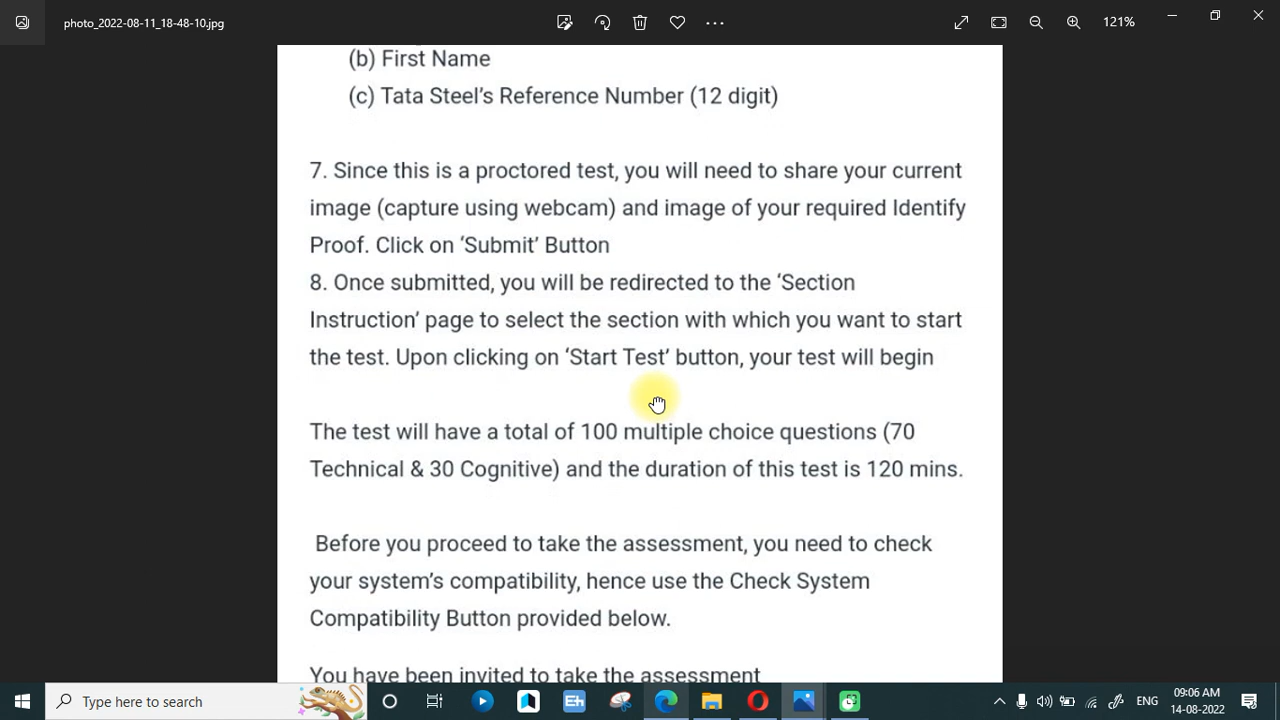 photo_2022-08-11_18-48-10.jpg
121%
(b) First Name
(c) Tata Steel’s Reference Number (12 digit)
7. Since this is a proctored test, you will need to share your current
image (capture using webcam) and image of your required Identify
Proof. Click on ‘Submit’ Button
8. Once submitted, you will be redirected to the ‘Section
Instruction’ page to select the section with which you want to start
the test. Upon clicking on ‘Start Test’ button, your test will begin
The test will have a total of 100 multiple choice questions (70
Technical & 30 Cognitive) and the duration of this test is 120 mins.
Before you proceed to take the assessment, you need to check
your system’s compatibility, hence use the Check System
Compatibility Button provided below.
You have been invited to take the assessment
Type here to search
Eh
ENG
09:06 AM
14-08-2022